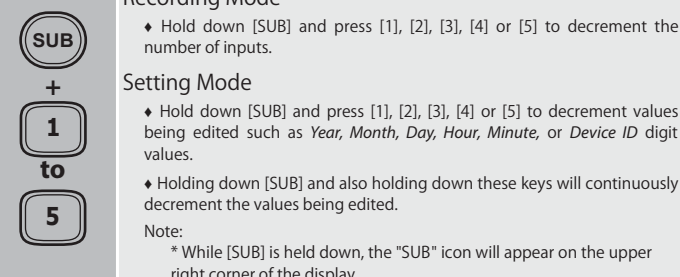 Recording Mode
♦ Hold down [SUB] and press [1], [2], [3], [4] or [5] to decrement the
number of inputs.
SUB
+
1
to
5
Setting Mode
♦ Hold down [SUB] and press [1], [2], [3], [4] or [5] to decrement values
being edited such as Year, Month, Day, Hour, Minute, or Device ID digit
values.
♦ Holding down [SUB] and also holding down these keys will continuously
decrement the values being edited.
Note:
* While [SUB] is held down, the "SUB" icon will appear on the upper
right corner of the display.